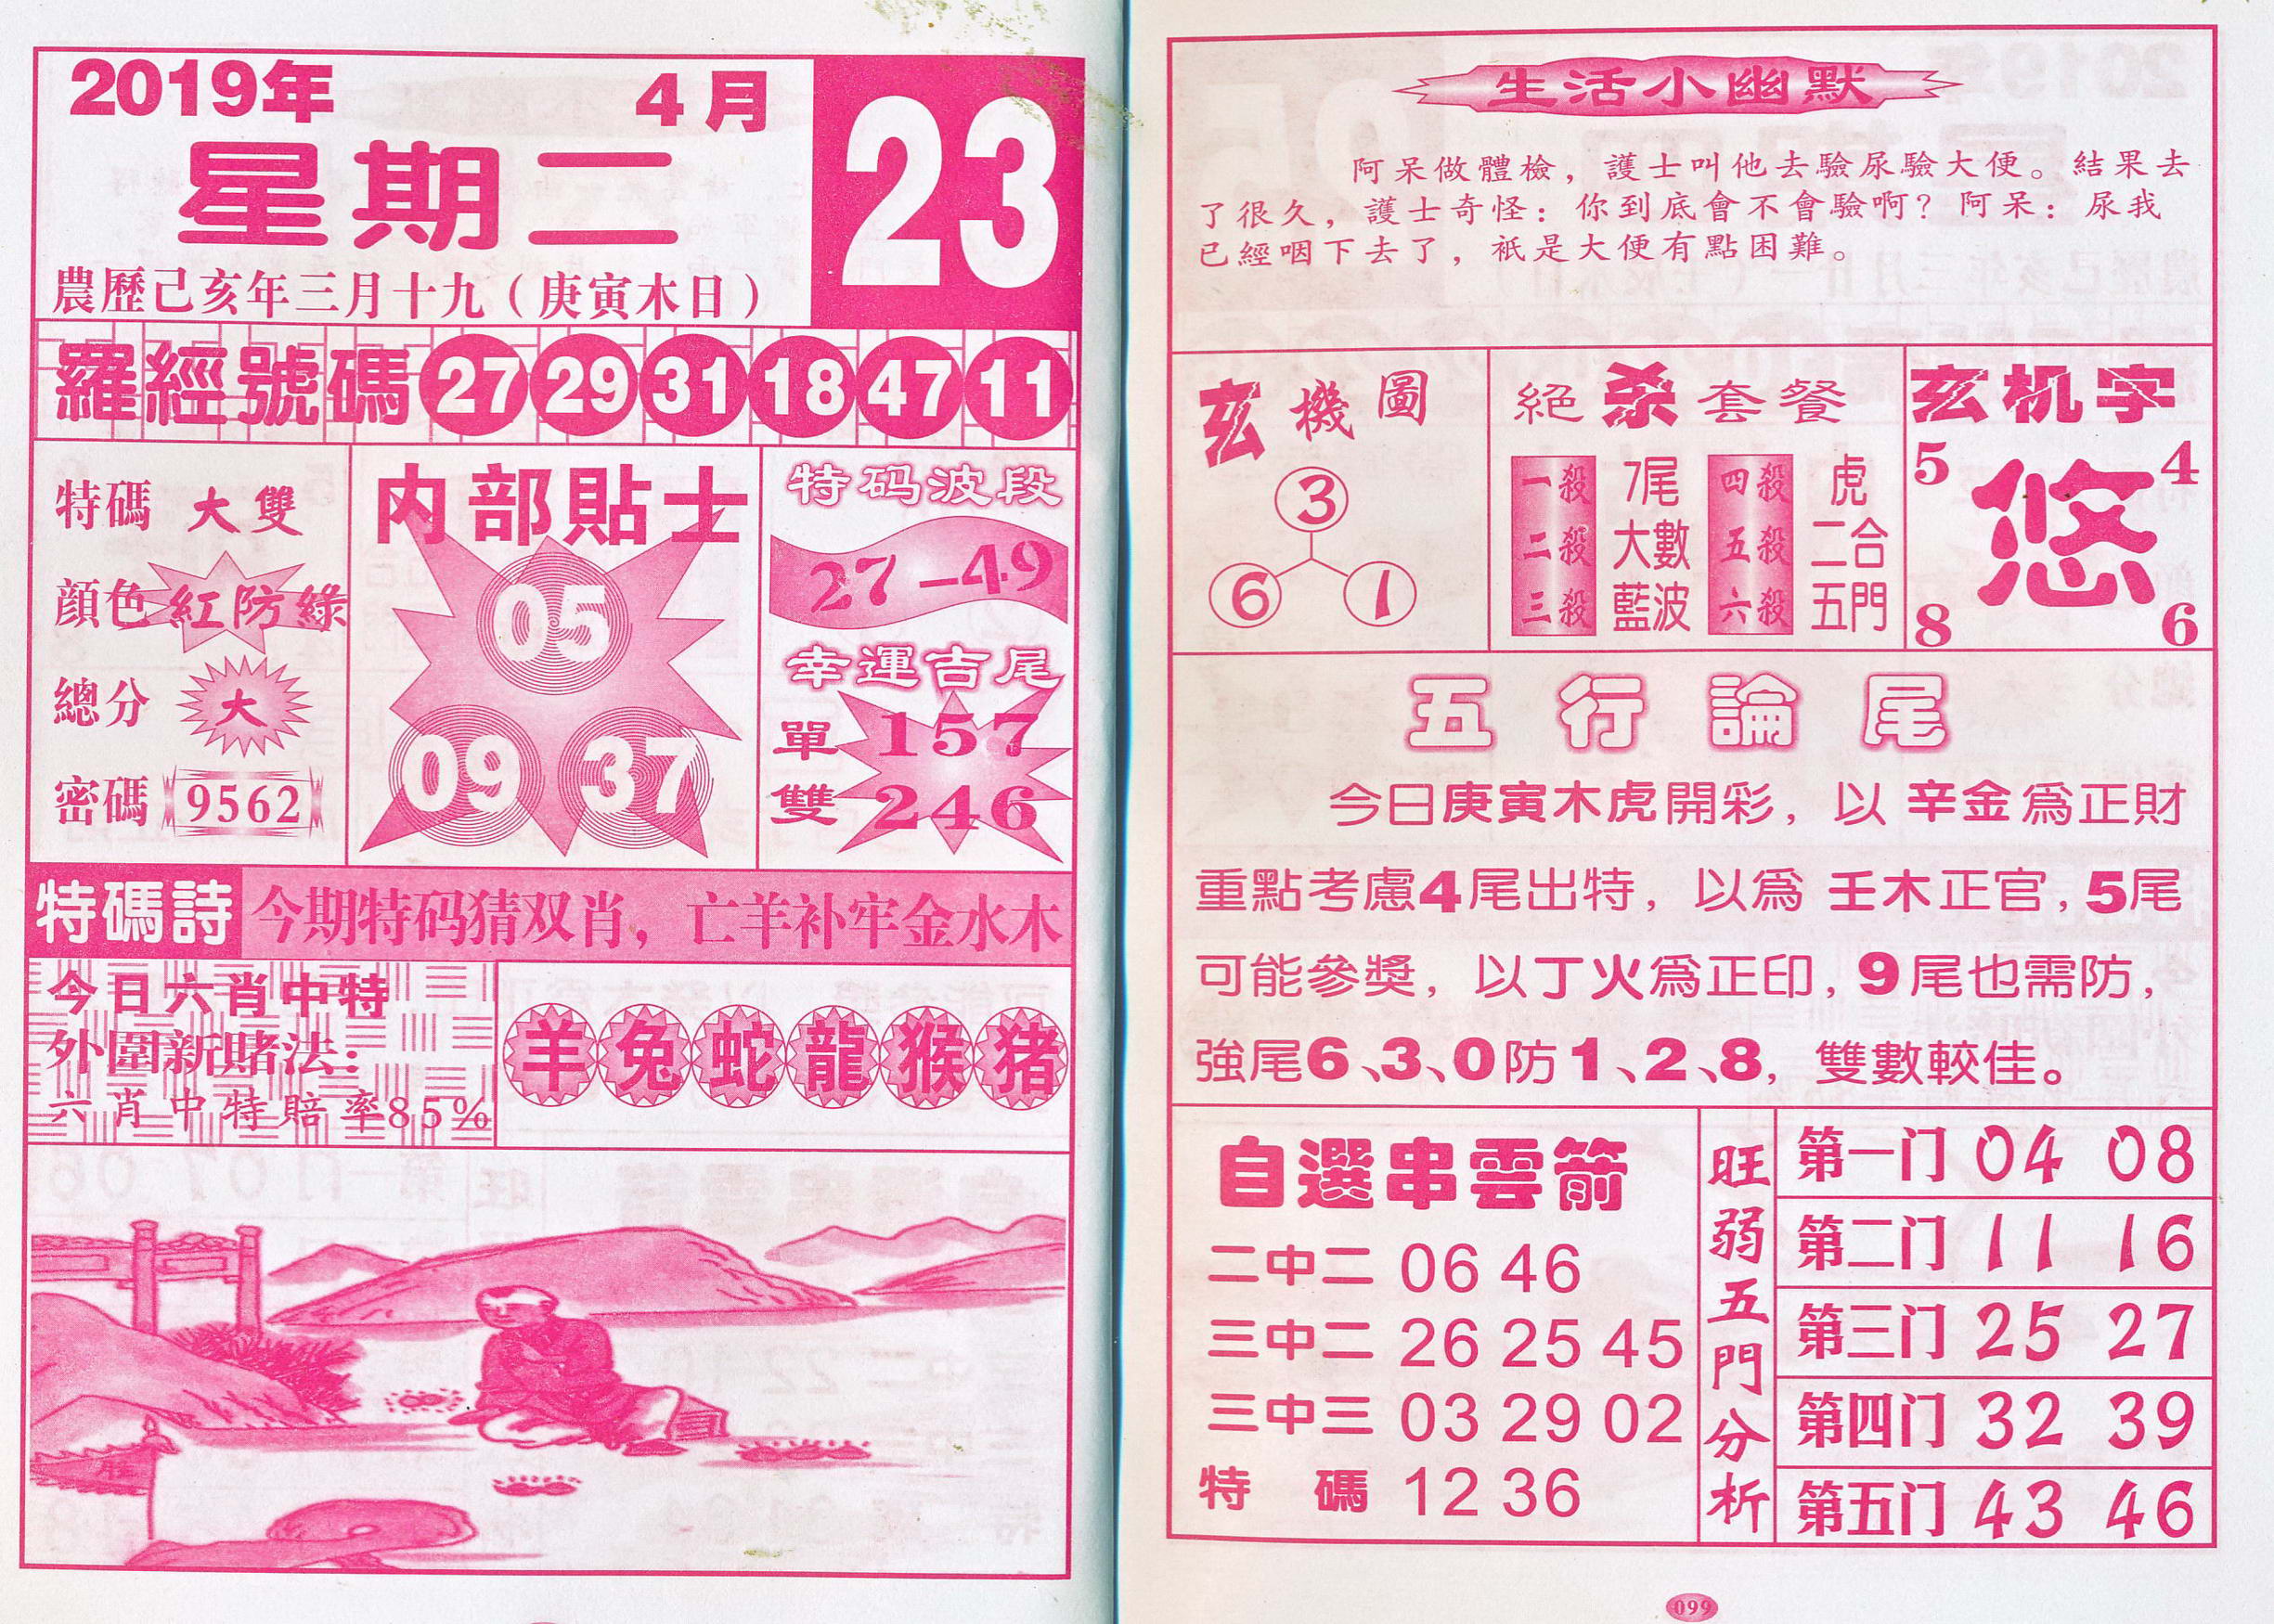 2019年 4月 23
星期二
農歷己亥年三月十九（庚寅木日）
羅經號碼 27 29 31 18 47 11
特碼 大雙
顔色 紅防綠
總分 大
密碼 9562
内部貼士
05
09 37
特码波段
27–49
幸運吉尾
單 157
雙 246
特碼詩 今期特码猜双肖，亡羊补牢金水木
今日六肖中特
外圍新賭法：
六肖中特賠率85%
羊 兔 蛇 龍 猴 猪
生活小幽默
阿呆做體檢，護士叫他去驗尿驗大便。結果去
了很久，護士奇怪：你到底會不會驗啊？阿呆：尿我
已經咽下去了，衹是大便有點困難。
玄機圖
3
6 1
絕杀套餐
一殺 7尾 四殺 虎
二殺 大數 五殺 二合
三殺 藍波 六殺 五門
玄机字
5 4
悠
8 6
五行論尾
今日庚寅木虎開彩，以辛金爲正財
重點考慮4尾出特，以爲壬木正官，5尾
可能參獎，以丁火爲正印，9尾也需防，
強尾6、3、0防1、2、8，雙數較佳。
自選串雲箭
二中二 06 46
三中二 26 25 45
三中三 03 29 02
特碼 12 36
旺弱五門分析
第一门 04 08
第二门 11 16
第三门 25 27
第四门 32 39
第五门 43 46
099